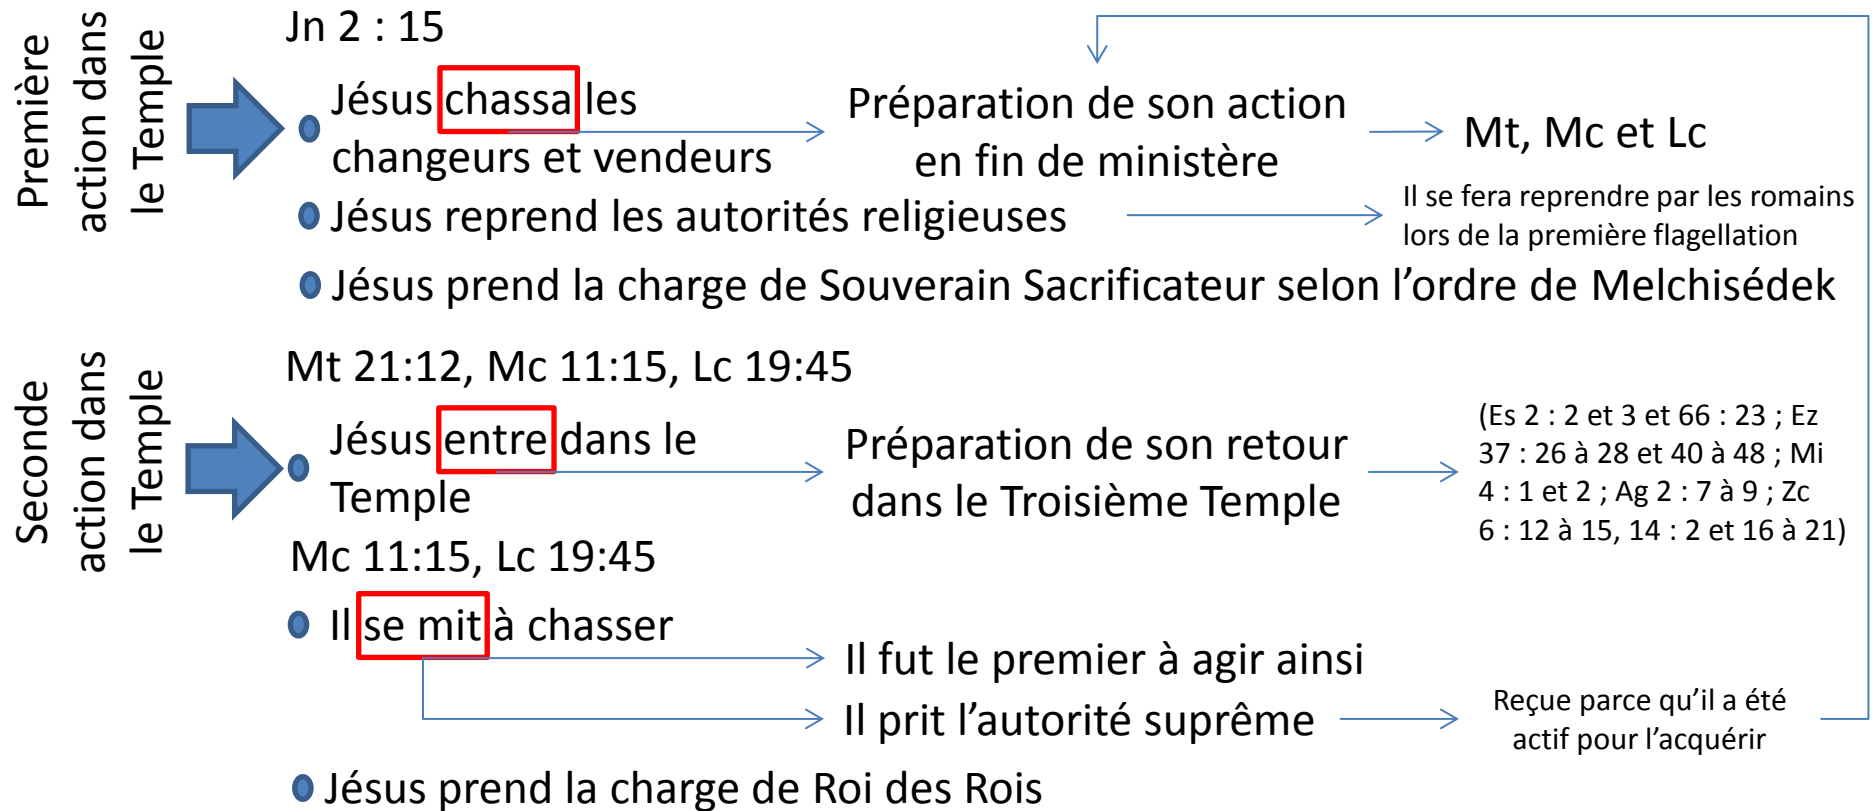 Première
action dans
le Temple
Jn 2 : 15
Jésus chassa les
changeurs et vendeurs
Préparation de son action
en fin de ministère
Mt, Mc et Lc
Jésus reprend les autorités religieuses
Il se fera reprendre par les romains
lors de la première flagellation
Jésus prend la charge de Souverain Sacrificateur selon l’ordre de Melchisédek
Seconde
action dans
le Temple
Mt 21:12, Mc 11:15, Lc 19:45
Jésus entre dans le
Temple
Préparation de son retour
dans le Troisième Temple
(Es 2 : 2 et 3 et 66 : 23 ; Ez
37 : 26 à 28 et 40 à 48 ; Mi
4 : 1 et 2 ; Ag 2 : 7 à 9 ; Zc
6 : 12 à 15, 14 : 2 et 16 à 21)
Mc 11:15, Lc 19:45
Il se mit à chasser
Il fut le premier à agir ainsi
Il prit l’autorité suprême
Reçue parce qu’il a été
actif pour l’acquérir
Jésus prend la charge de Roi des Rois